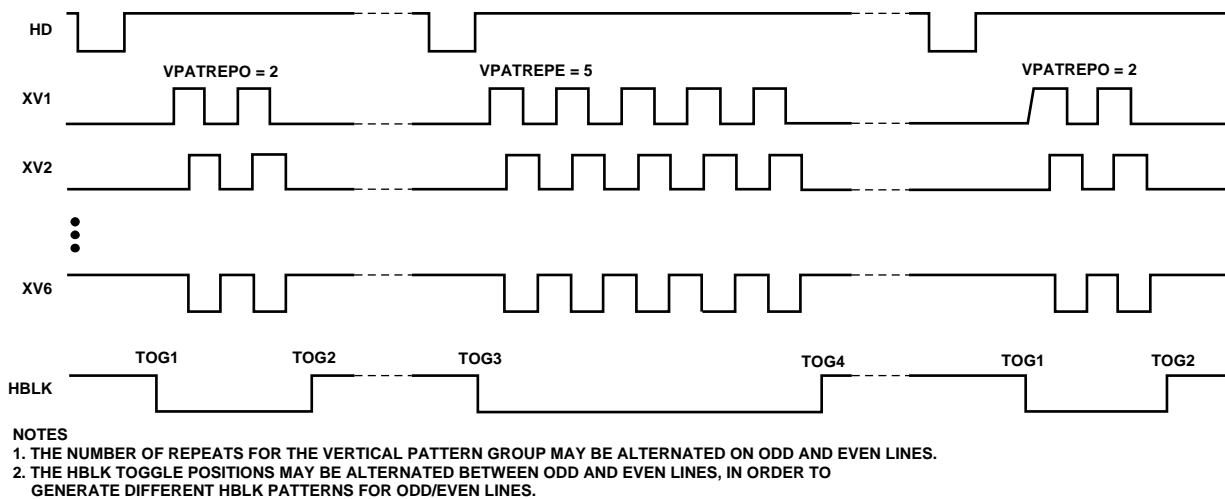 HD
VPATREPO = 2
VPATREPE = 5
VPATREPO = 2
XV1
XV2
XV6
TOG1
TOG2
TOG3
TOG4
TOG1
TOG2
HBLK
NOTES
1. THE NUMBER OF REPEATS FOR THE VERTICAL PATTERN GROUP MAY BE ALTERNATED ON ODD AND EVEN LINES.
2. THE HBLK TOGGLE POSITIONS MAY BE ALTERNATED BETWEEN ODD AND EVEN LINES, IN ORDER TO
GENERATE DIFFERENT HBLK PATTERNS FOR ODD/EVEN LINES.